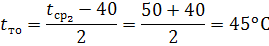 t_то = (t_ср₂ − 40) / 2 = (50 + 40) / 2 = 45°C